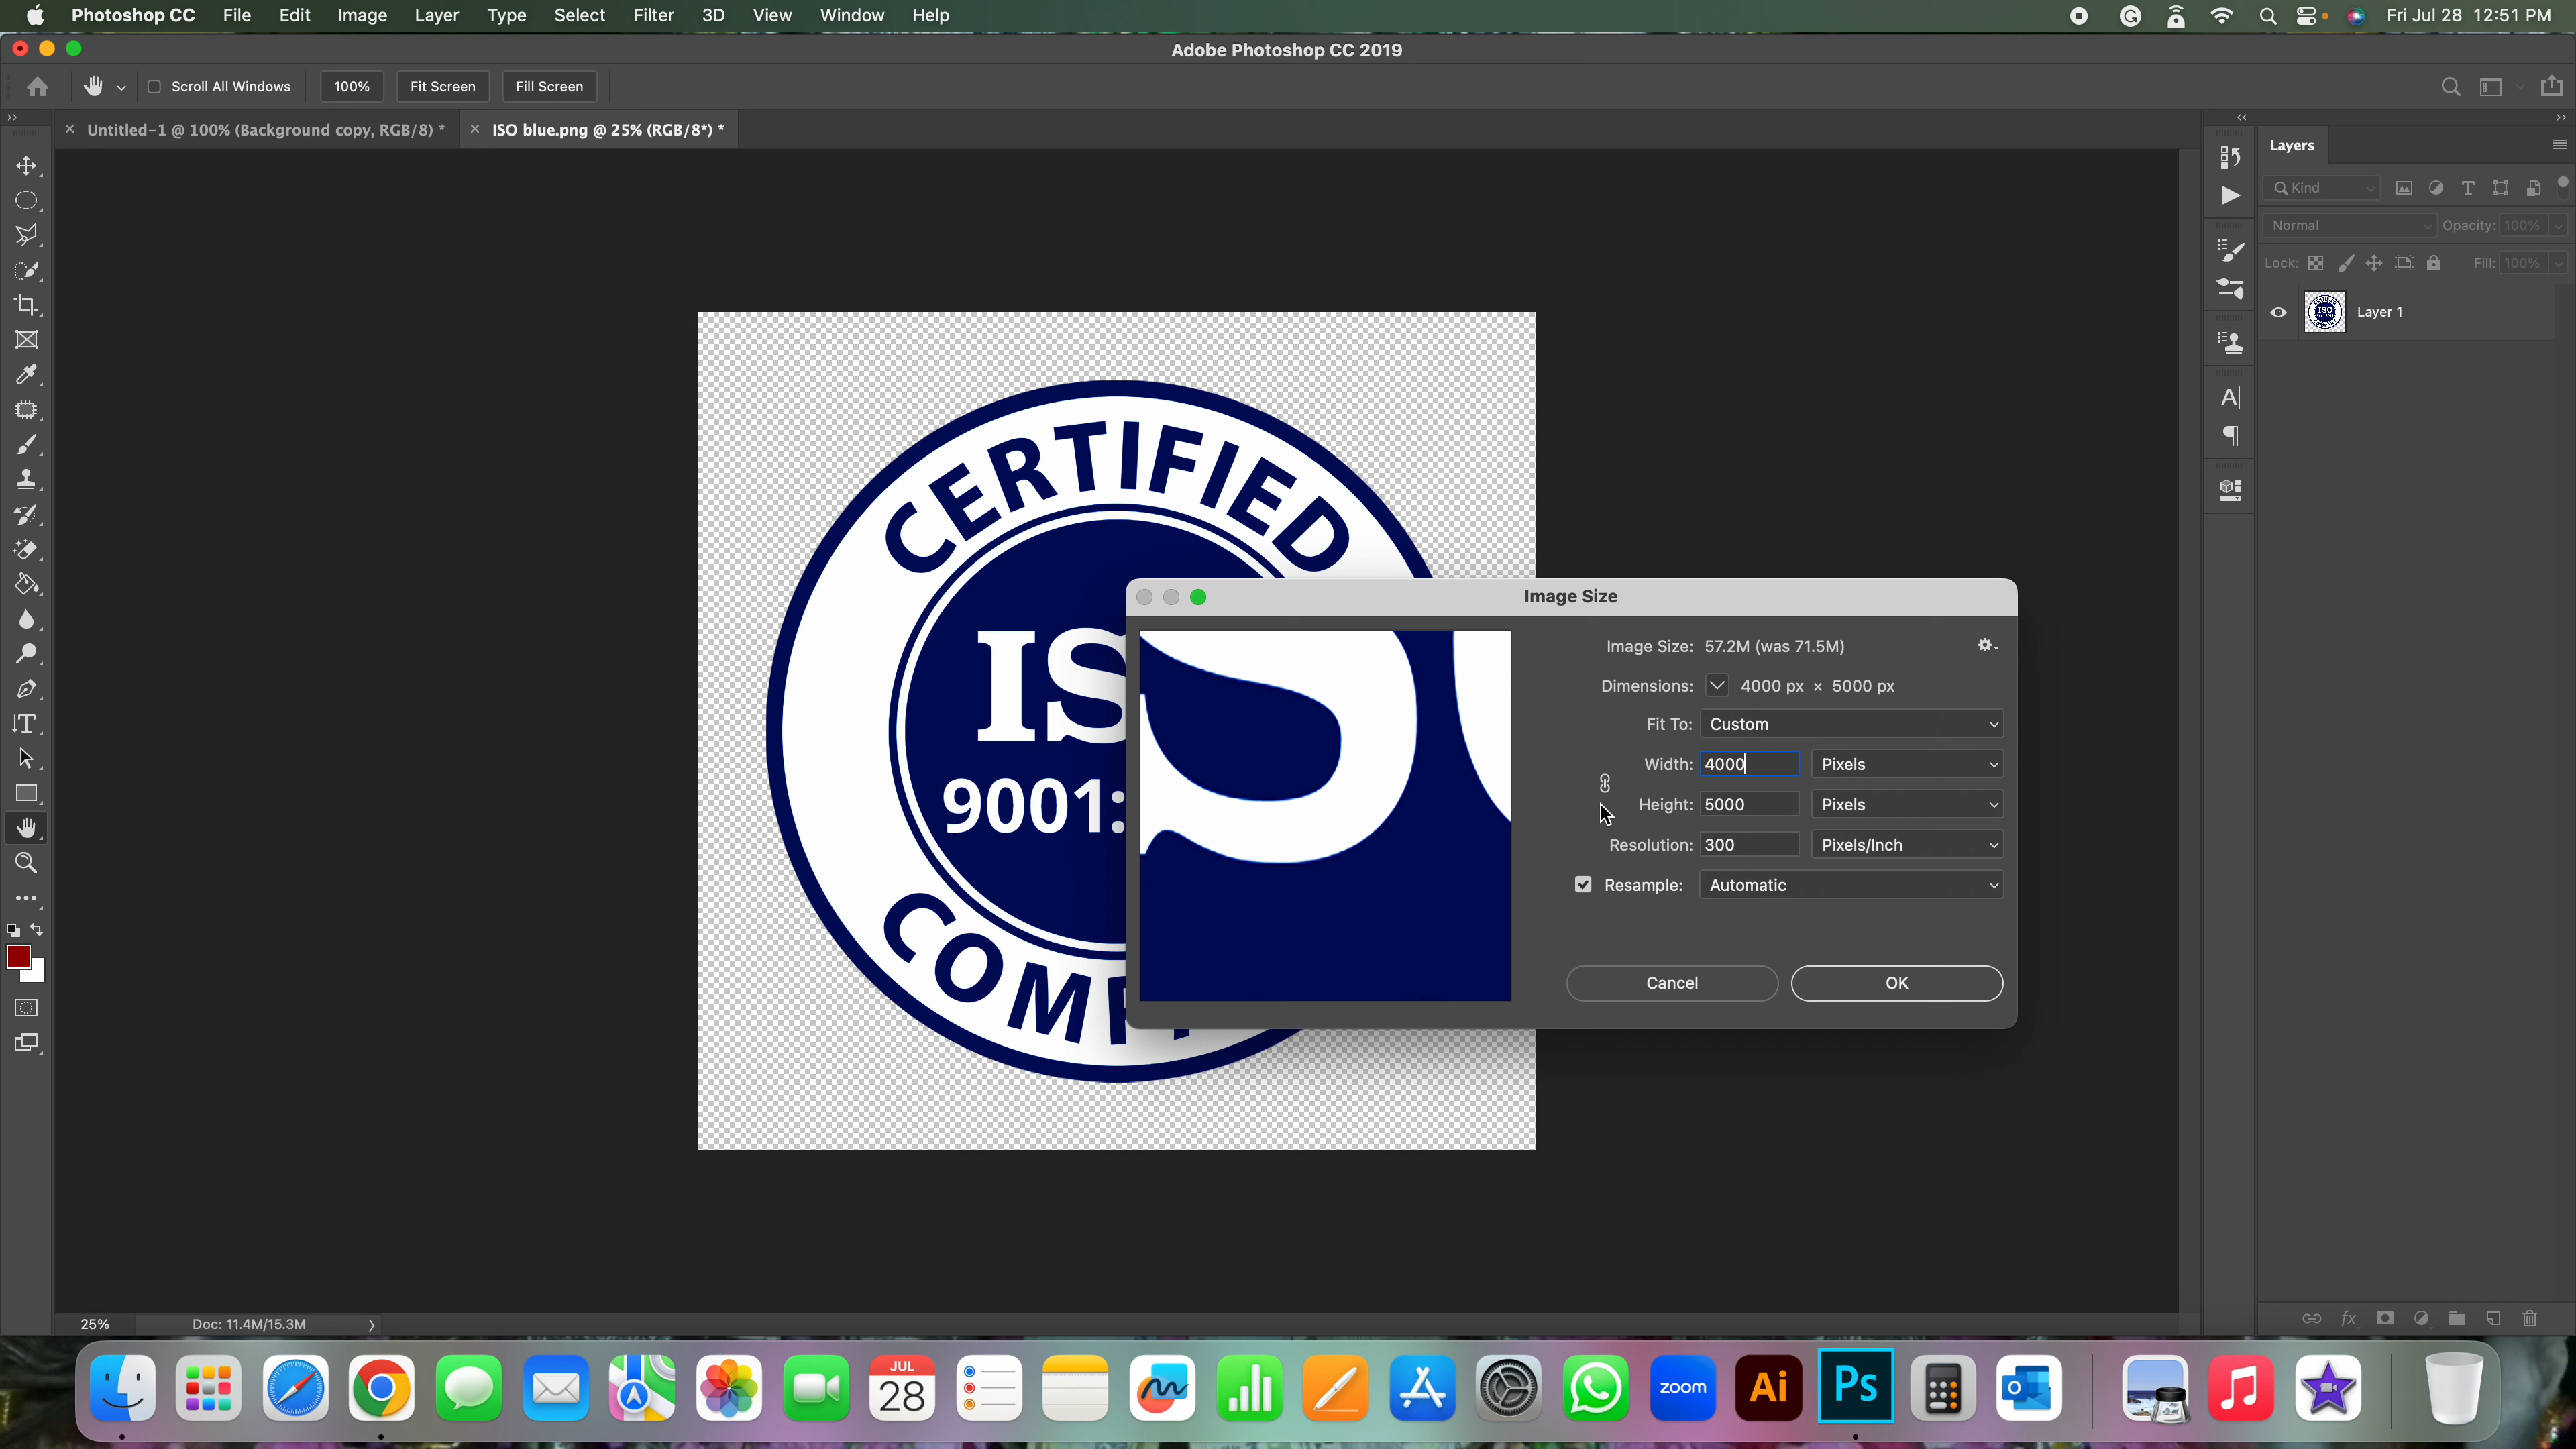 Photoshop CC File Edit Image Layer Type Select Filter 3D View Window Help Fri Jul 28 12:51 PM
Adobe Photoshop CC 2019
Scroll All Windows 100% Fit Screen Fill Screen
Untitled-1 @ 100% (Background copy, RGB/8) * ISO blue.png @ 25% (RGB/8*) *
Layers
Kind
Normal Opacity: 100%
Lock: Fill: 100%
Layer 1
CERTIFIED
IS
9001:
Image Size
Image Size: 57.2M (was 71.5M)
Dimensions: 4000 px × 5000 px
Fit To: Custom
Width: 4000 Pixels
Height: 5000 Pixels
Resolution: 300 Pixels/Inch
Resample: Automatic
Cancel OK
25% Doc: 11.4M/15.3M
JUL
28
zoom
Ai
Ps